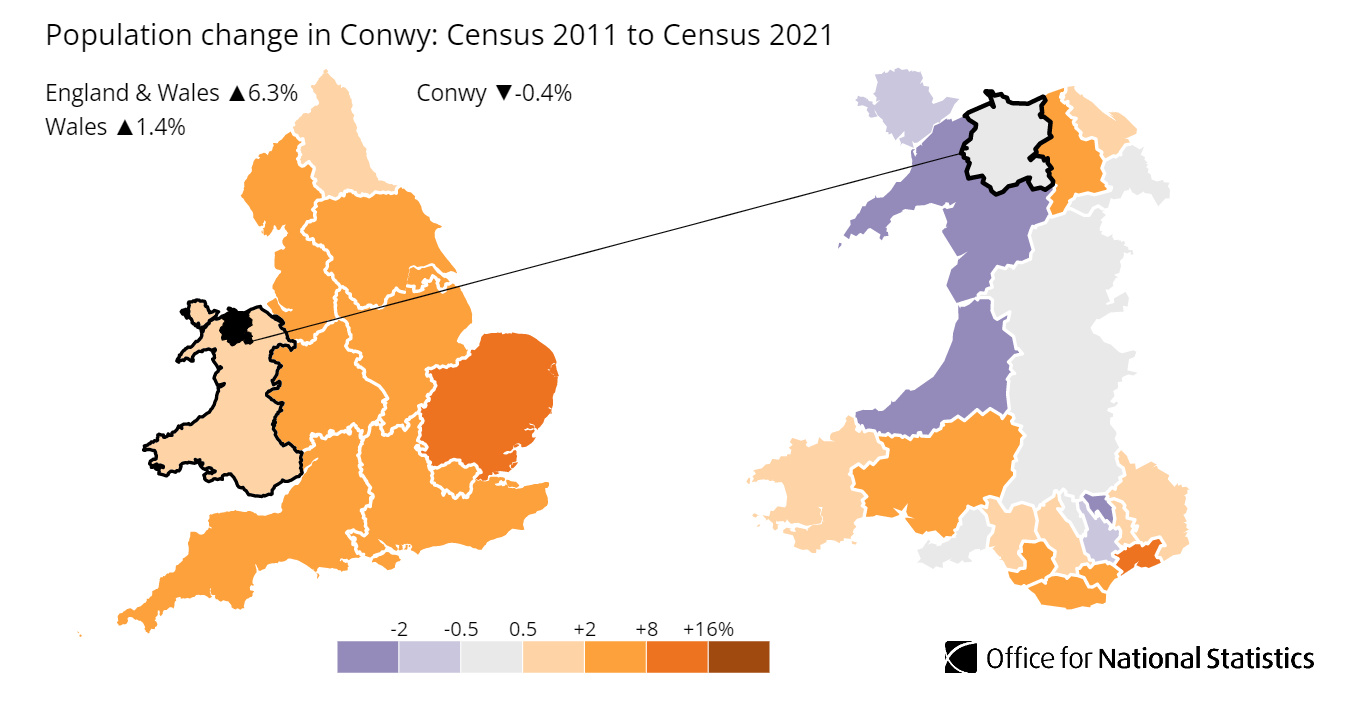 Population change in Conwy: Census 2011 to Census 2021
England & Wales ▲6.3%
Conwy ▼-0.4%
Wales ▲1.4%
-2 -0.5 0.5 +2 +8 +16%
Office for National Statistics